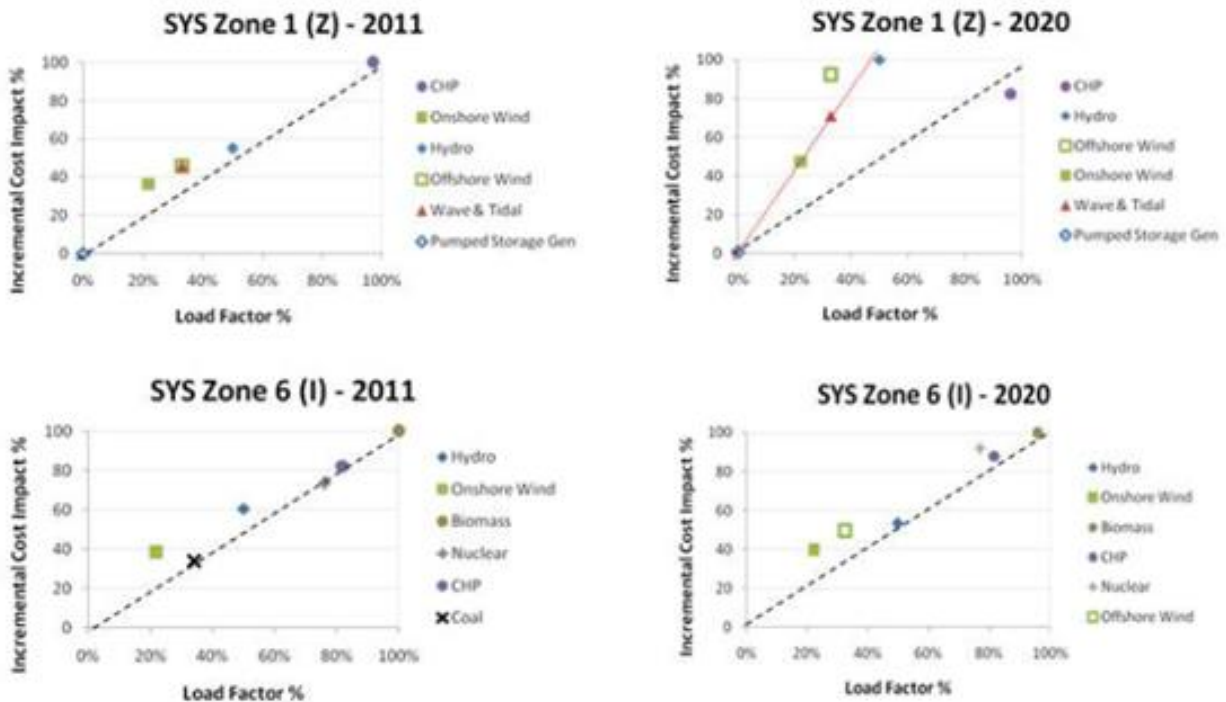 SYS Zone 1 (Z) - 2011
Incremental Cost Impact %
100
80
60
40
20
0
0%
20%
40%
60%
80%
100%
Load Factor %
CHP
Onshore Wind
Hydro
Offshore Wind
Wave & Tidal
Pumped Storage Gen
SYS Zone 1 (Z) - 2020
Incremental Cost Impact %
100
80
60
40
20
0
0%
20%
40%
60%
80%
100%
Load Factor %
CHP
Hydro
Offshore Wind
Onshore Wind
Wave & Tidal
Pumped Storage Gen
SYS Zone 6 (I) - 2011
Incremental Cost Impact %
100
80
60
40
20
0
0%
20%
40%
60%
80%
100%
Load Factor %
Hydro
Onshore Wind
Biomass
Nuclear
CHP
Coal
SYS Zone 6 (I) - 2020
Incremental Cost Impact %
100
80
60
40
20
0
0%
20%
40%
60%
80%
100%
Load Factor %
Hydro
Onshore Wind
Biomass
CHP
Nuclear
Offshore Wind